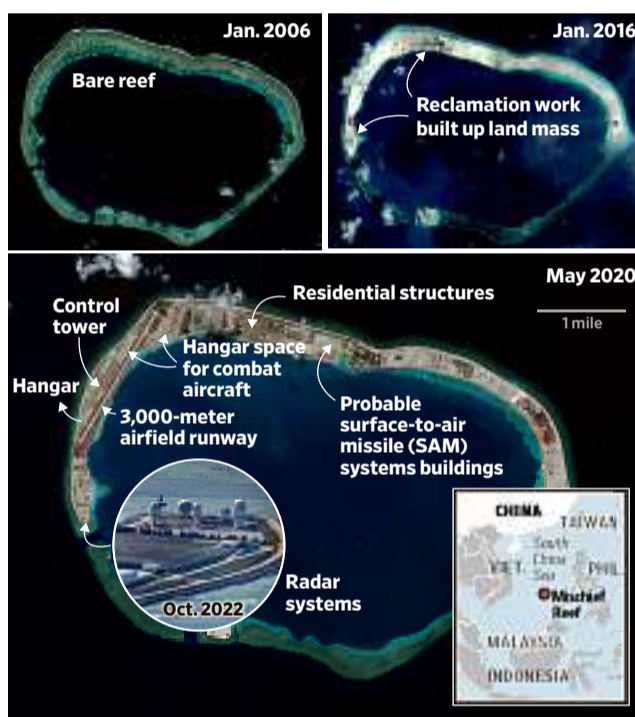 Jan. 2006
Bare reef
Jan. 2016
Reclamation work
built up land mass
May 2020
1 mile
Residential structures
Control
tower
Hangar space
for combat
aircraft
Hangar
3,000-meter
airfield runway
Probable
surface-to-air
missile (SAM)
systems buildings
Oct. 2022
Radar
systems
CHINA
TAIWAN
South
China
Sea
VIET.
PHIL.
Mischief
Reef
MALAYSIA
INDONESIA